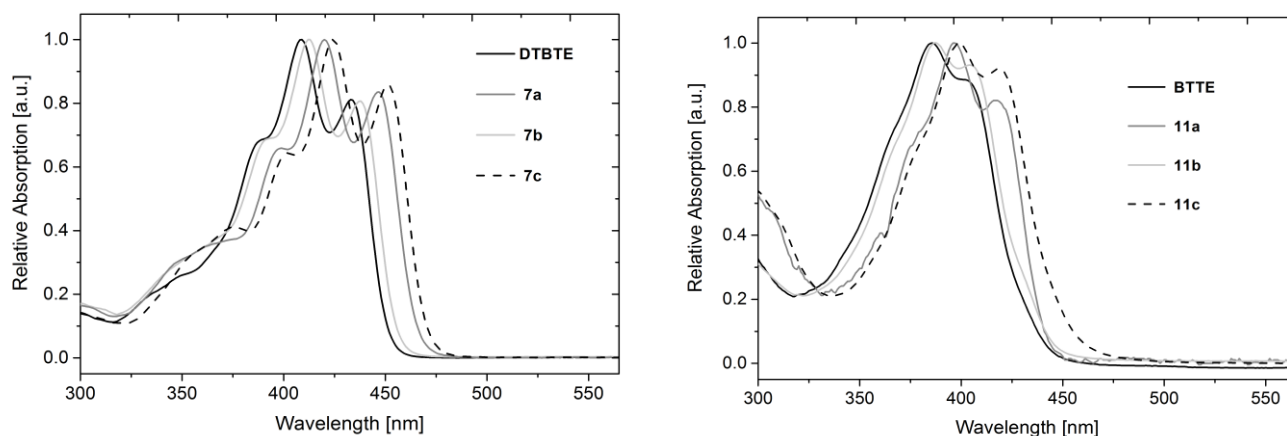 1.0
0.8
0.6
0.4
0.2
0.0
Relative Absorption [a.u.]
DTBTE
7a
7b
7c
300 350 400 450 500 550
Wavelength [nm]
1.0
0.8
0.6
0.4
0.2
0.0
Relative Absorption [a.u.]
BTTE
11a
11b
11c
300 350 400 450 500 550
Wavelength [nm]